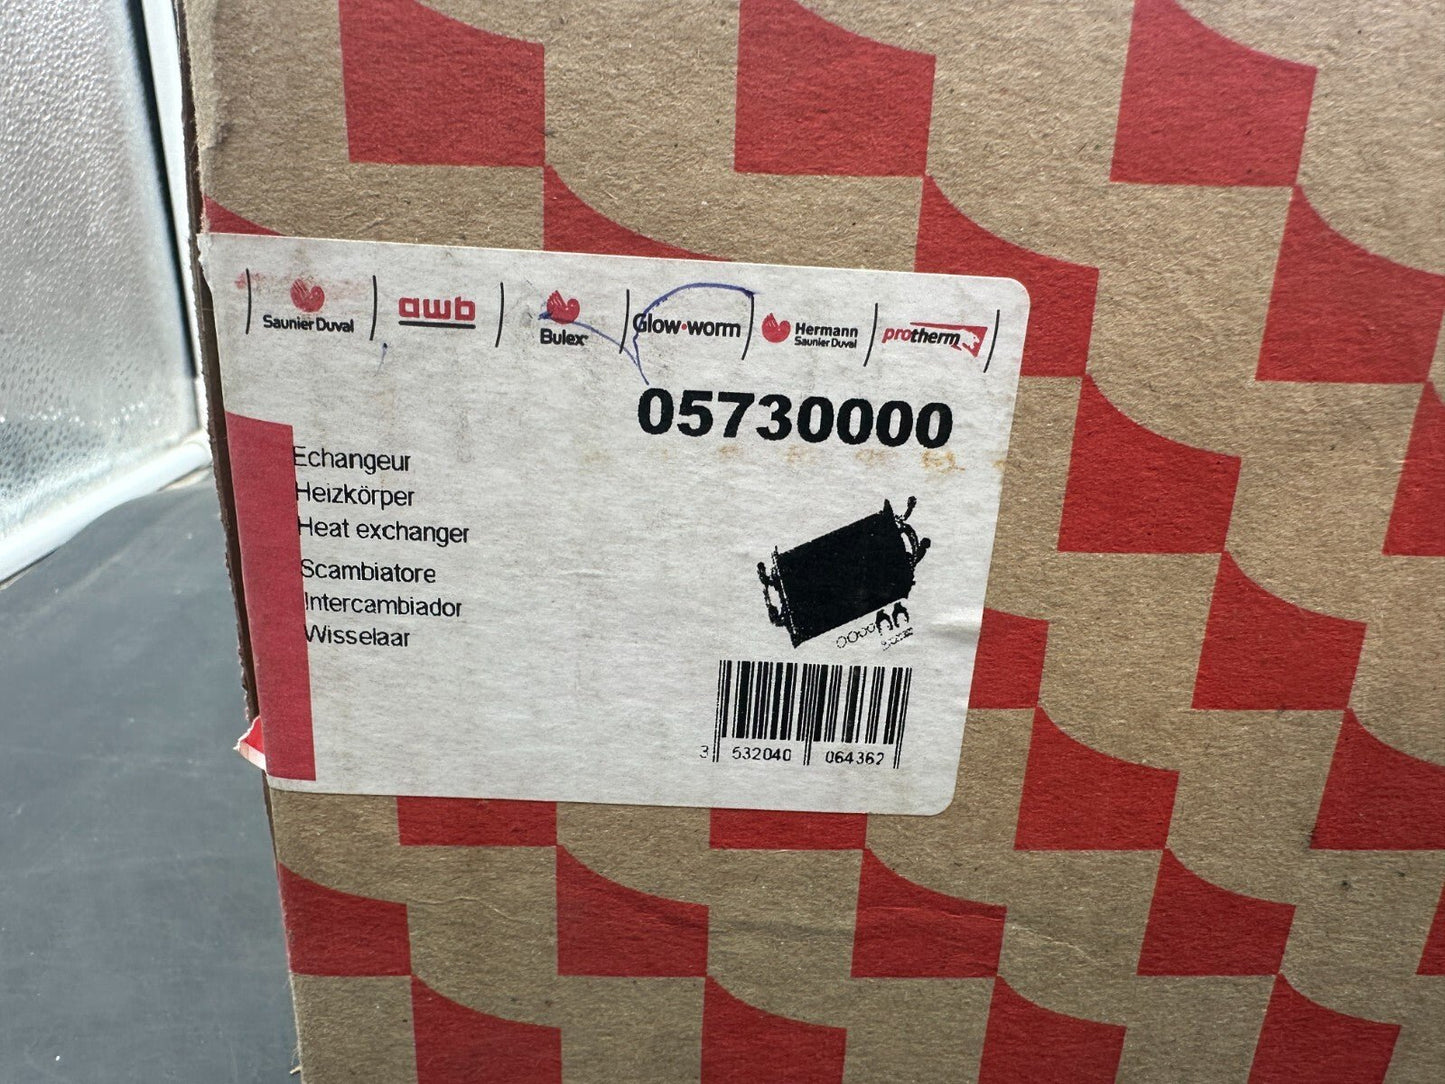 Saunier Duval
awb
Bulex
Glow-worm
Hermann
Saunier Duval
protherm
05730000
Echangeur
Heizkörper
Heat exchanger
Scambiatore
Intercambiador
Wisselaar
3 532040 064362